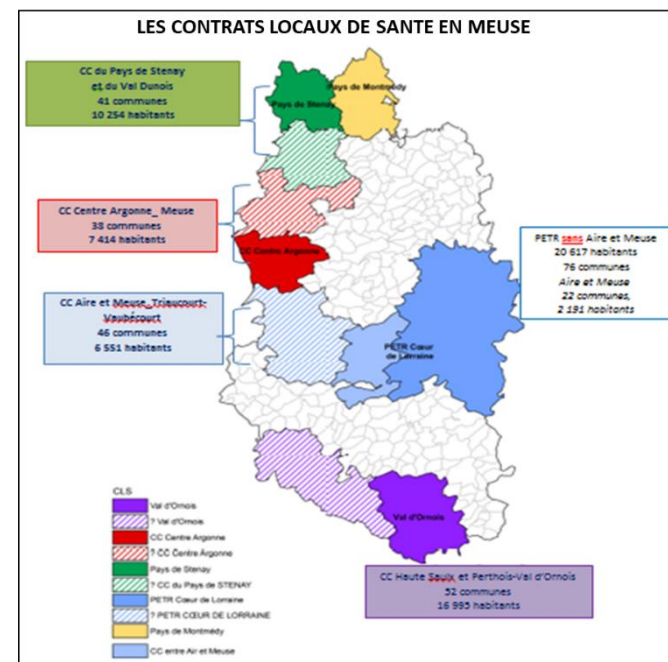 LES CONTRATS LOCAUX DE SANTE EN MEUSE
CC du Pays de Stenay
et du Val Dunois
41 communes
10 254 habitants
Pays de Stenay
Pays de Montmédy
CC Centre Argonne_ Meuse
38 communes
7 414 habitants
CC Centre Argonne
PETR sans Aire et Meuse
20 617 habitants
76 communes
Aire et Meuse
22 communes,
2 191 habitants
CC Aire et Meuse_Triaucourt-
Vaubécourt
46 communes
6 551 habitants
PETR Cœur
de Lorraine
Val d'Ornois
CLS
Val d'Ornois
? Val d'Ornois
CC Centre Argonne
? CC Centre Argonne
Pays de Stenay
? CC du Pays de STENAY
PETR Cœur de Lorraine
? PETR CŒUR DE LORRAINE
Pays de Montmédy
CC entre Air et Meuse
CC Haute Saulx et Perthois-Val d'Ornois
52 communes
16 995 habitants